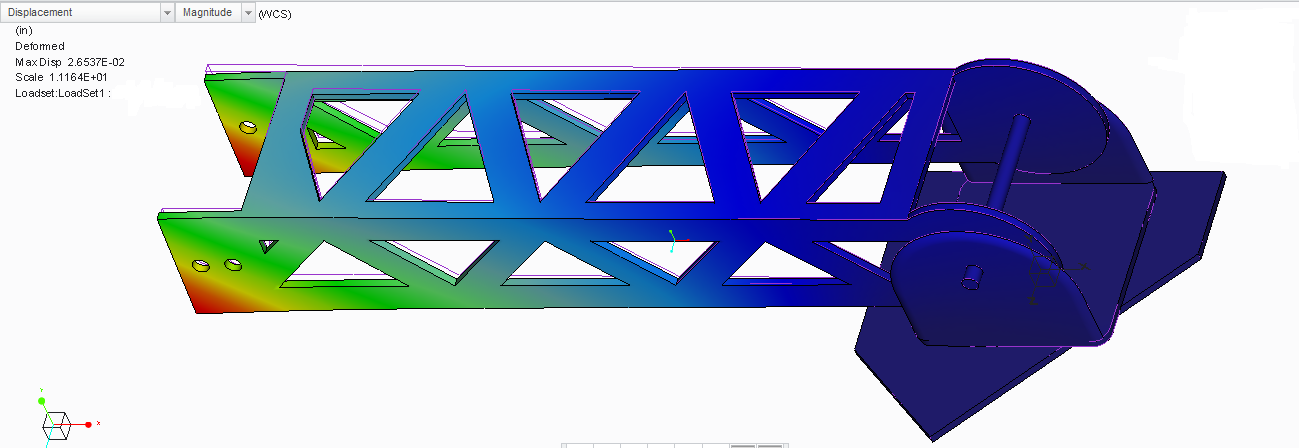 Displacement Magnitude (WCS)
(in)
Deformed
Max Disp 2.6537E-02
Scale 1.1164E+01
Loadset:LoadSet1 :
Y
X